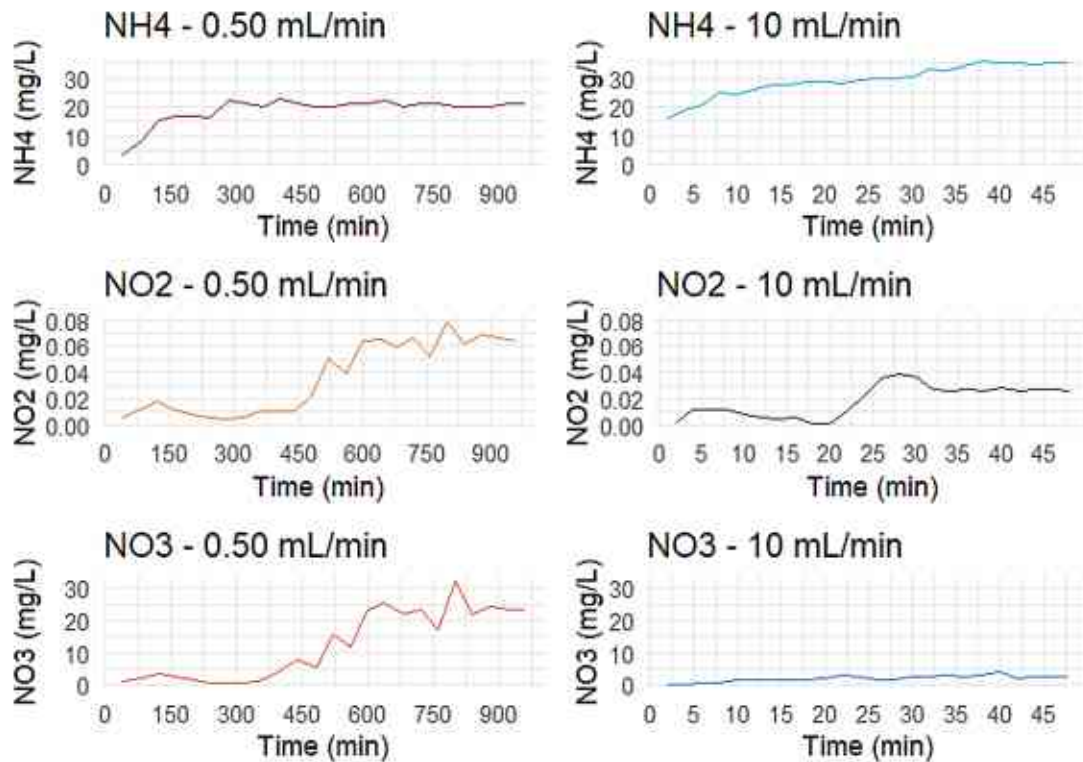 NH4 - 0.50 mL/min
NH4 (mg/L)
30
20
10
0
0 150 300 450 600 750 900
Time (min)
NH4 - 10 mL/min
NH4 (mg/L)
30
20
10
0
0 5 10 15 20 25 30 35 40 45
Time (min)
NO2 - 0.50 mL/min
NO2 (mg/L)
0.08
0.06
0.04
0.02
0.00
0 150 300 450 600 750 900
Time (min)
NO2 - 10 mL/min
NO2 (mg/L)
0.08
0.06
0.04
0.02
0.00
0 5 10 15 20 25 30 35 40 45
Time (min)
NO3 - 0.50 mL/min
NO3 (mg/L)
30
20
10
0
0 150 300 450 600 750 900
Time (min)
NO3 - 10 mL/min
NO3 (mg/L)
30
20
10
0
0 5 10 15 20 25 30 35 40 45
Time (min)